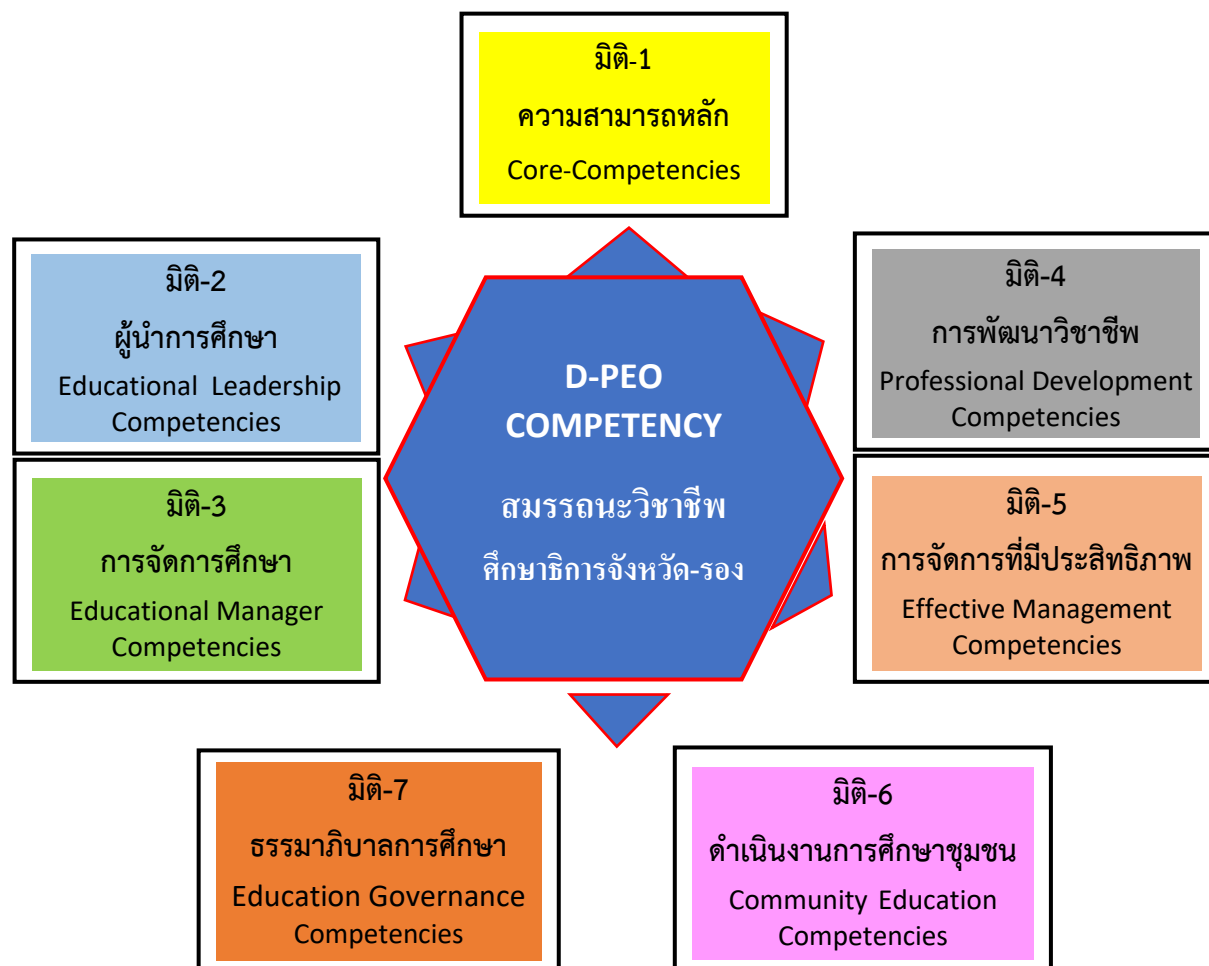 มิติ-1
ความสามารถหลัก
Core-Competencies
มิติ-2
ผู้นำการศึกษา
Educational Leadership
Competencies
มิติ-4
การพัฒนาวิชาชีพ
Professional Development
Competencies
D-PEO
COMPETENCY
สมรรถนะวิชาชีพ
ศึกษาธิการจังหวัด-รอง
มิติ-3
การจัดการศึกษา
Educational Manager
Competencies
มิติ-5
การจัดการที่มีประสิทธิภาพ
Effective Management
Competencies
มิติ-7
ธรรมาภิบาลการศึกษา
Education Governance
Competencies
มิติ-6
ดำเนินงานการศึกษาชุมชน
Community Education
Competencies